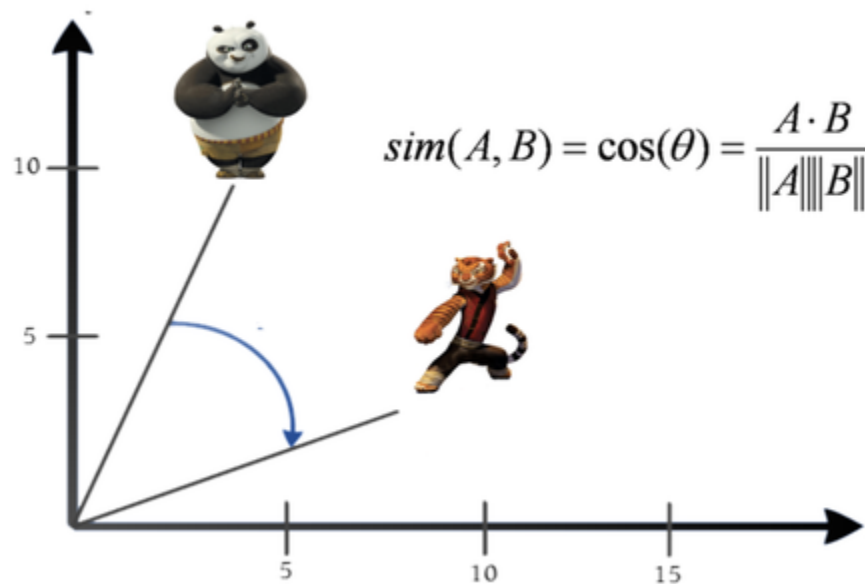 10
sim(A, B) = cos(θ) = A · B / ||A||||B||
5
5 10 15